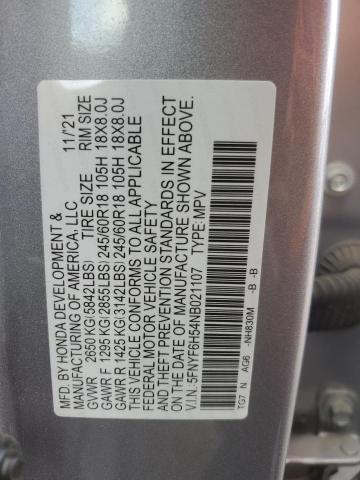 MFD. BY HONDA DEVELOPMENT & 11/'21
MANUFACTURING OF AMERICA, LLC
GVWR 2650 KG(5842LBS) TIRE SIZE RIM SIZE
GAWR F 1295 KG(2855LBS) 245/60R18 105H 18X8.0J
GAWR R 1425 KG(3142LBS) 245/60R18 105H 18X8.0J
THIS VEHICLE CONFORMS TO ALL APPLICABLE
FEDERAL MOTOR VEHICLE SAFETY
AND THEFT PREVENTION STANDARDS IN EFFECT
ON THE DATE OF MANUFACTURE SHOWN ABOVE.
V.I.N.: 5FNYF6H54NB021107 TYPE: MPV
TG7 N AG6 -NH830M -B -B